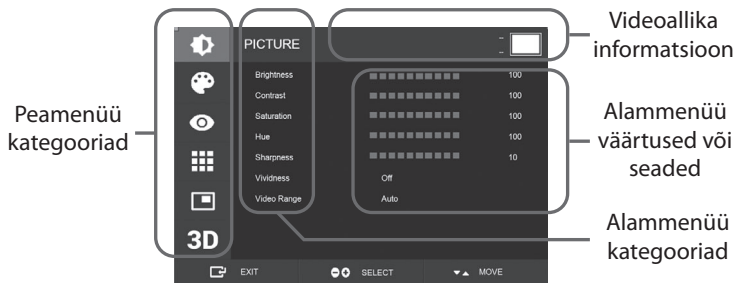 Videoallika
informatsioon
PICTURE
Brightness 100
Contrast 100
Saturation 100
Hue 100
Sharpness 10
Vividness Off
Video Range Auto
3D
EXIT SELECT MOVE
Peamenüü
kategooriad
Alammenüü
väärtused või
seaded
Alammenüü
kategooriad